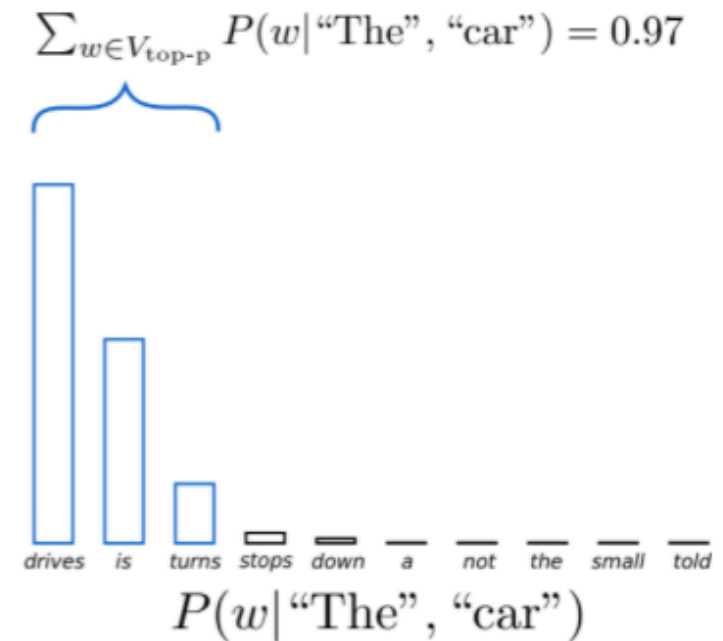 ∑w∈Vtop-p P(w|“The”, “car”) = 0.97
drives is turns stops down a not the small told
P(w|“The”, “car”)